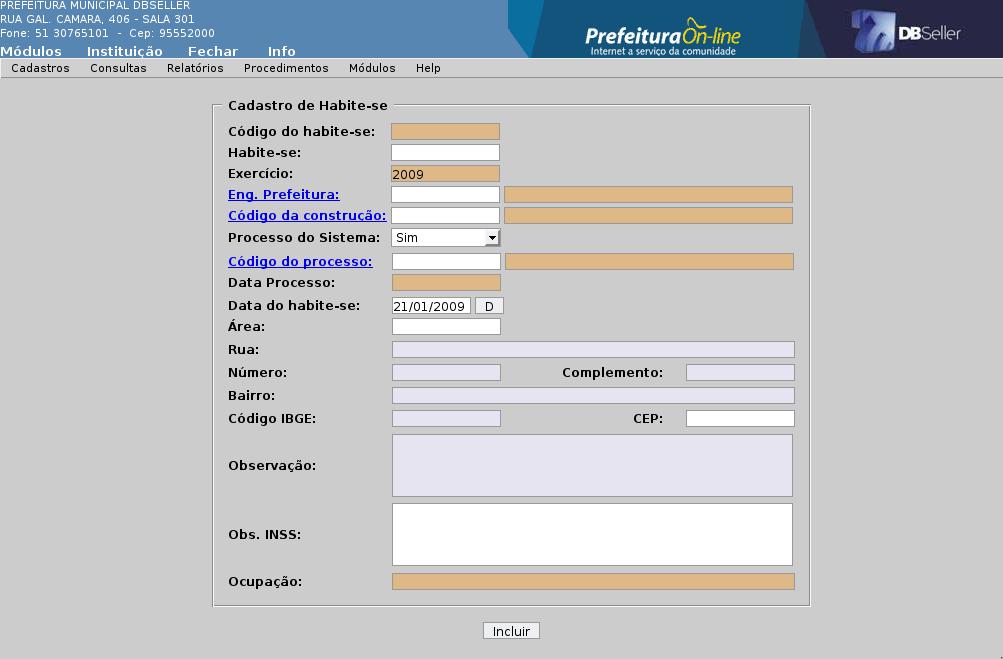 PREFEITURA MUNICIPAL DBSELLER
RUA GAL. CAMARA, 406 - SALA 301
Fone: 51 30765101 - Cep: 95552000
Módulos Instituição Fechar Info
PrefeituraOn-line
Internet a serviço da comunidade
DBSeller
Cadastros Consultas Relatórios Procedimentos Módulos Help
Cadastro de Habite-se
Código do habite-se:
Habite-se:
Exercício: 2009
Eng. Prefeitura:
Código da construção:
Processo do Sistema: Sim
Código do processo:
Data Processo:
Data do habite-se: 21/01/2009 D
Área:
Rua:
Número: Complemento:
Bairro:
Código IBGE: CEP:
Observação:
Obs. INSS:
Ocupação:
Incluir